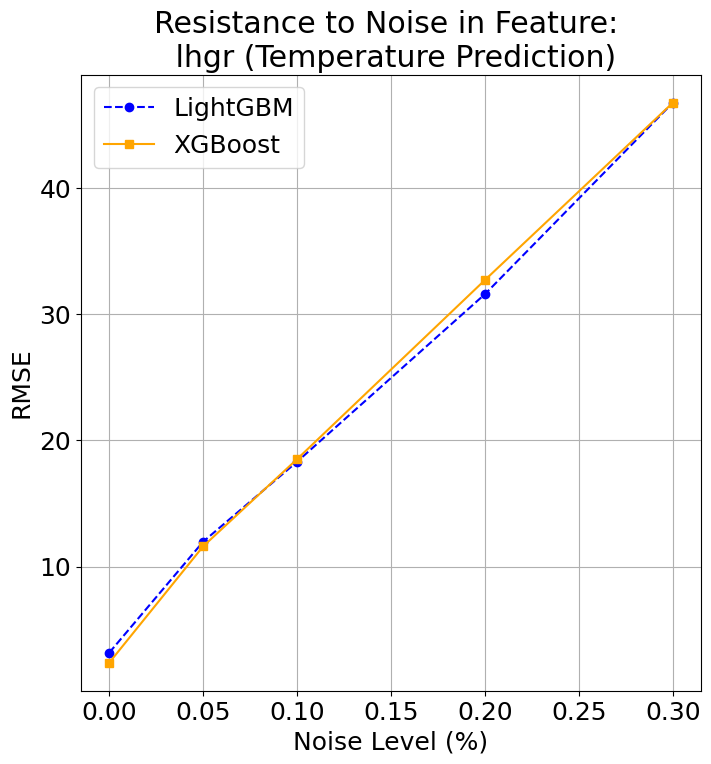 Resistance to Noise in Feature:
lhgr (Temperature Prediction)
LightGBM
XGBoost
40
30
20
10
RMSE
0.00 0.05 0.10 0.15 0.20 0.25 0.30
Noise Level (%)